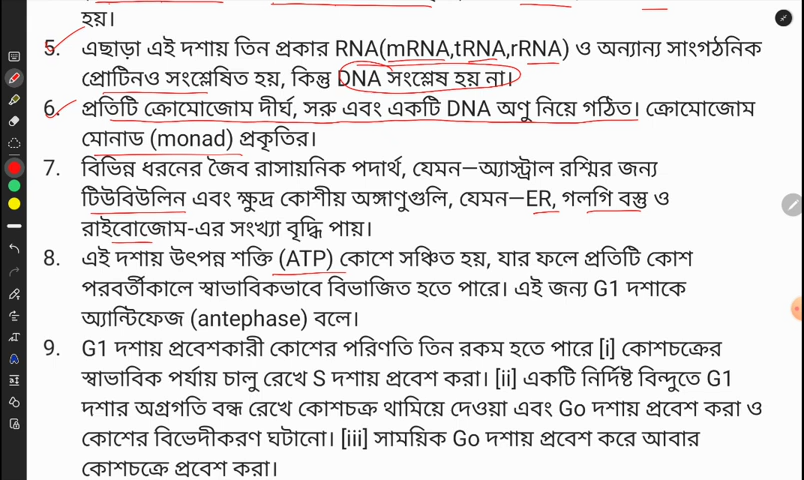 হয়।
5. এছাড়া এই দশায় তিন প্রকার RNA(mRNA,tRNA,rRNA) ও অন্যান্য সাংগঠনিক
প্রোটিনও সংশ্লেষিত হয়, কিন্তু DNA সংশ্লেষ হয় না।
6. প্রতিটি ক্রোমোজোম দীর্ঘ, সরু এবং একটি DNA অণু নিয়ে গঠিত। ক্রোমোজোম
মোনাড (monad) প্রকৃতির।
7. বিভিন্ন ধরনের জৈব রাসায়নিক পদার্থ, যেমন—অ্যাস্ট্রাল রশ্মির জন্য
টিউবিউলিন এবং ক্ষুদ্র কোশীয় অঙ্গাণুগুলি, যেমন—ER, গলগি বস্তু ও
রাইবোজোম-এর সংখ্যা বৃদ্ধি পায়।
8. এই দশায় উৎপন্ন শক্তি (ATP) কোশে সঞ্চিত হয়, যার ফলে প্রতিটি কোশ
পরবর্তীকালে স্বাভাবিকভাবে বিভাজিত হতে পারে। এই জন্য G1 দশাকে
অ্যান্টিফেজ (antephase) বলে।
9. G1 দশায় প্রবেশকারী কোশের পরিণতি তিন রকম হতে পারে [i] কোশচক্রের
স্বাভাবিক পর্যায় চালু রেখে S দশায় প্রবেশ করা। [ii] একটি নির্দিষ্ট বিন্দুতে G1
দশার অগ্রগতি বন্ধ রেখে কোশচক্র থামিয়ে দেওয়া এবং Go দশায় প্রবেশ করা ও
কোশের বিভেদীকরণ ঘটানো। [iii] সাময়িক Go দশায় প্রবেশ করে আবার
কোশচক্রে প্রবেশ করা।